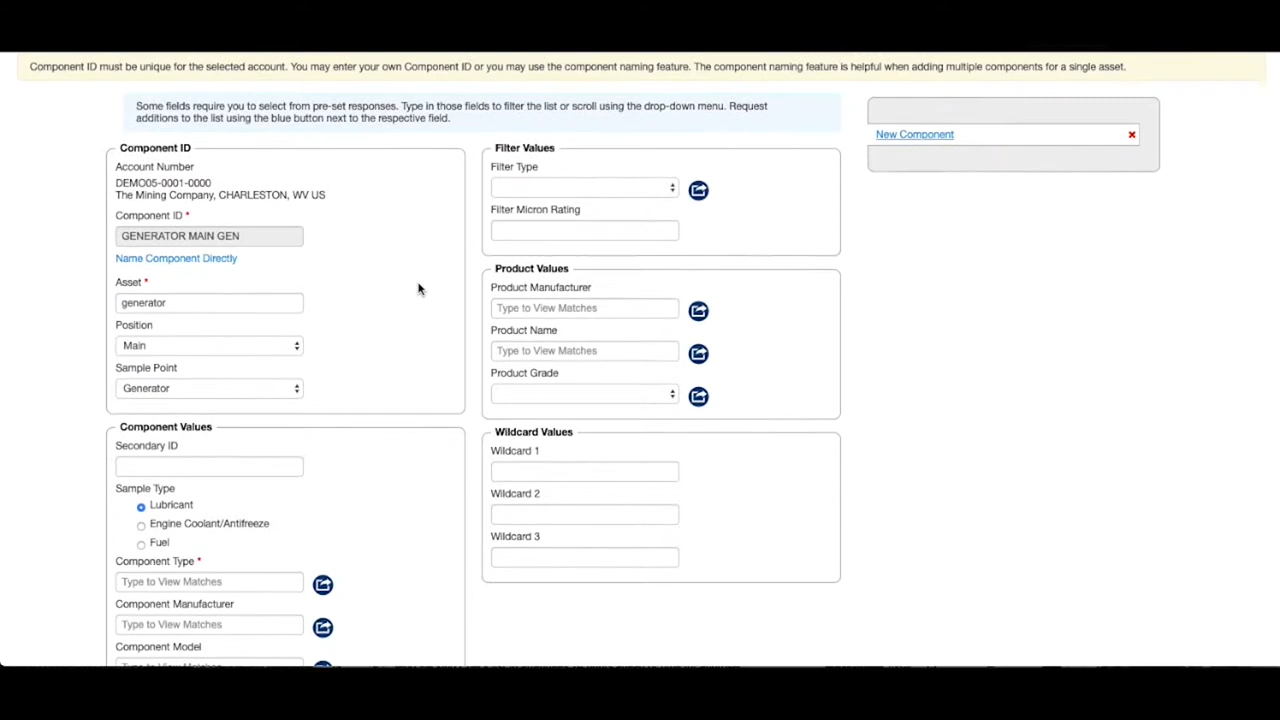 Component ID must be unique for the selected account. You may enter your own Component ID or you may use the component naming feature. The component naming feature is helpful when adding multiple components for a single asset.
Some fields require you to select from pre-set responses. Type in those fields to filter the list or scroll using the drop-down menu. Request
additions to the list using the blue button next to the respective field.
New Component
Component ID
Account Number
DEMO05-0001-0000
The Mining Company, CHARLESTON, WV US
Component ID *
GENERATOR MAIN GEN
Name Component Directly
Asset *
generator
Position
Main
Sample Point
Generator
Component Values
Secondary ID
Sample Type
Lubricant
Engine Coolant/Antifreeze
Fuel
Component Type *
Type to View Matches
Component Manufacturer
Type to View Matches
Component Model
Filter Values
Filter Type
Filter Micron Rating
Product Values
Product Manufacturer
Type to View Matches
Product Name
Type to View Matches
Product Grade
Wildcard Values
Wildcard 1
Wildcard 2
Wildcard 3